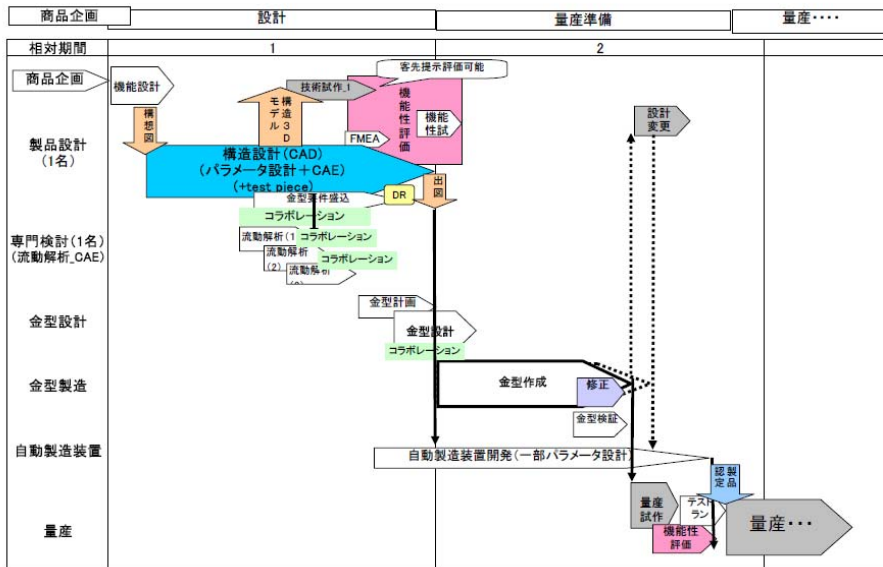 商品企画
設計
量産準備
量産‥‥
相対期間
1
2
商品企画
機能設計
客先提示評価可能
技術試作_1
構造3D
モデル
機能性評価
機能
性試
FMEA
構想図
設計
変更
製品設計
(1名)
構造設計(CAD)
(パラメータ設計+CAE)
(+test piece)
出図
DR
金型要件盛込
コラボレーション
専門検討(1名)
(流動解析_CAE)
流動解析(1
コラボレーション
流動解析
(2)
コラボレーション
流動解析
金型計画
金型設計
金型設計
コラボレーション
金型製造
金型作成
修正
金型検証
自動製造装置
自動製造装置開発(一部パラメータ設計)
製品
認定
量産
量産
試作
テスト
ラン
機能性
評価
量産‥・